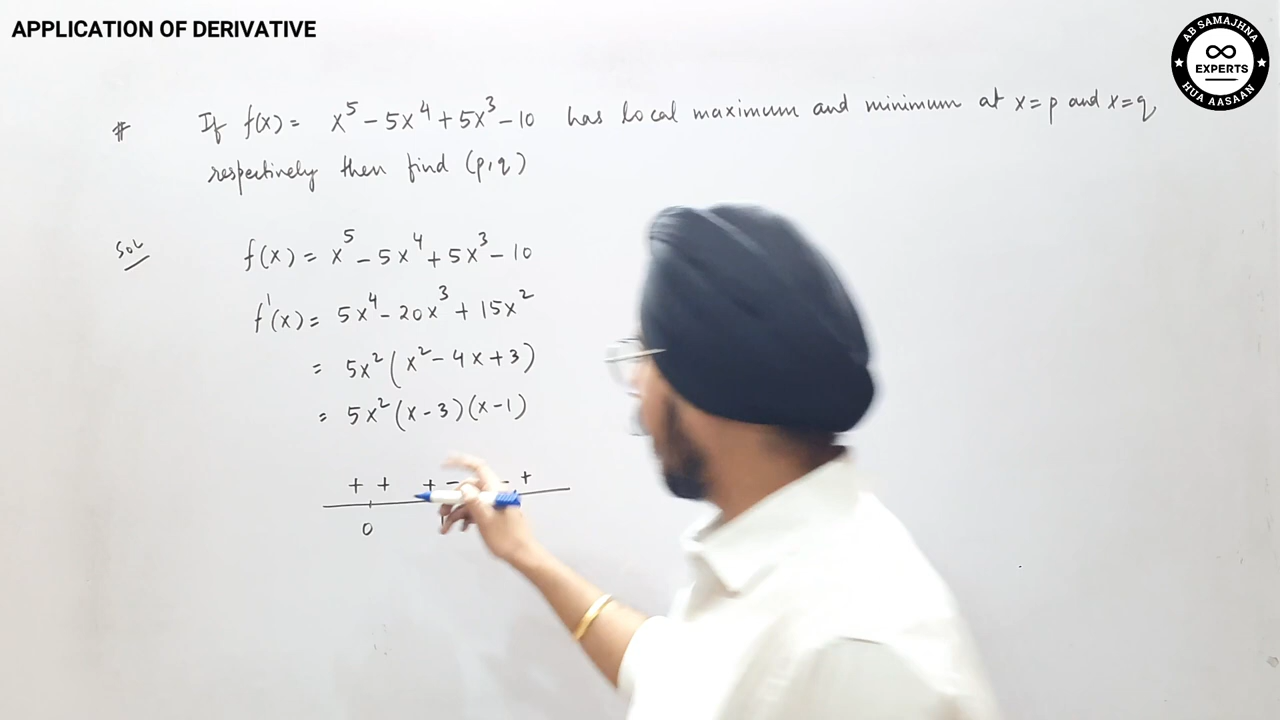 APPLICATION OF DERIVATIVE
AB SAMAJHNA
EXPERTS
HUA AASAAN
# If f(x) = x⁵ - 5x⁴ + 5x³ - 10 has local maximum and minimum at x = p and x = q,
respectively then find (p, q)
Sol f(x) = x⁵ - 5x⁴ + 5x³ - 10
f'(x) = 5x⁴ - 20x³ + 15x²
= 5x² (x² - 4x + 3)
= 5x² (x - 3) (x - 1)
+ + + - - +
0